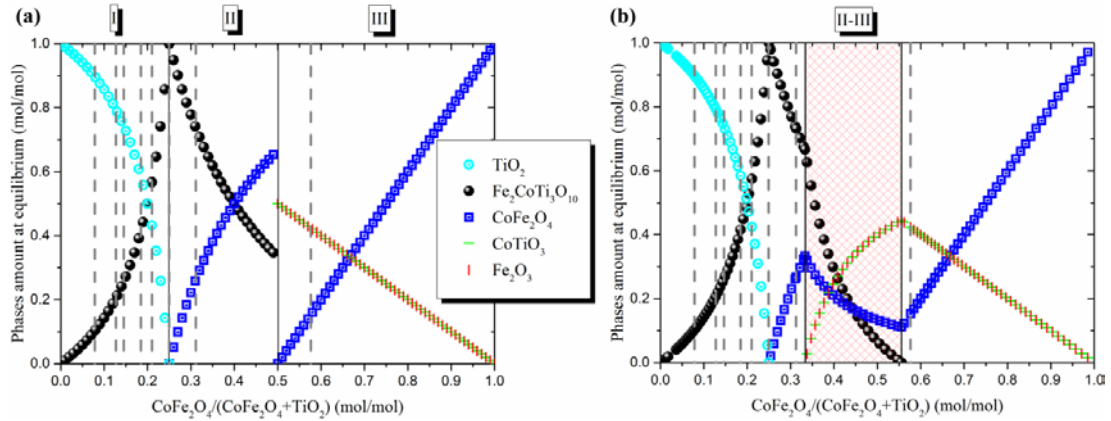 (a)
I
II
III
Phases amount at equilibrium (mol/mol)
1.0
0.8
0.6
0.4
0.2
0.0
0.0 0.1 0.2 0.3 0.4 0.5 0.6 0.7 0.8 0.9 1.0
CoFe₂O₄/(CoFe₂O₄+TiO₂) (mol/mol)
TiO₂
Fe₂CoTi₃O₁₀
CoFe₂O₄
CoTiO₃
Fe₂O₃
(b)
II-III
Phases amount at equilibrium (mol/mol)
1.0
0.8
0.6
0.4
0.2
0.0
0.0 0.1 0.2 0.3 0.4 0.5 0.6 0.7 0.8 0.9 1.0
CoFe₂O₄/(CoFe₂O₄+TiO₂) (mol/mol)